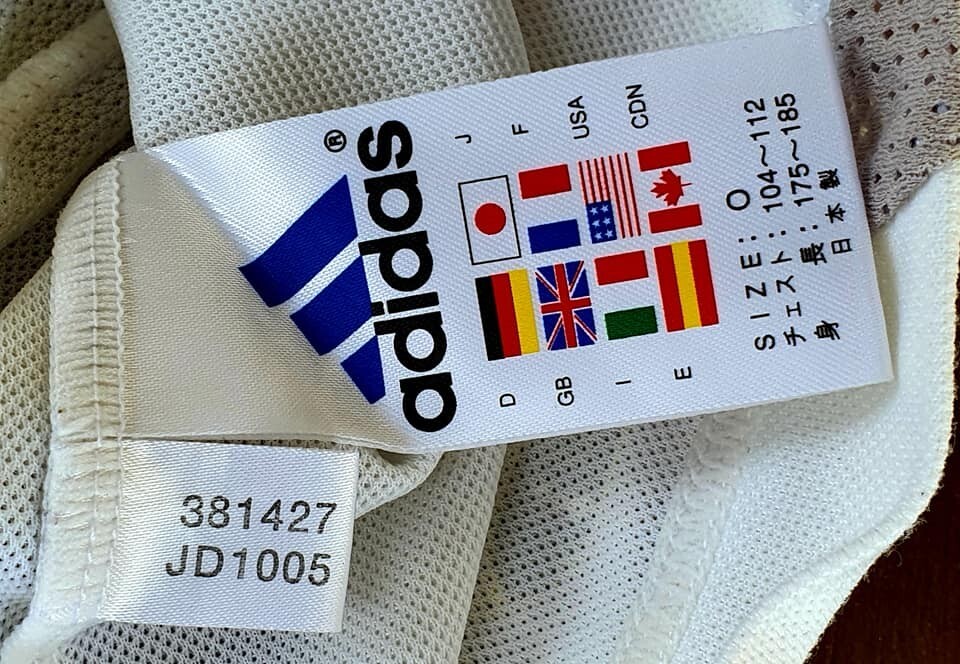 adidas®
D J
GB F
I USA
E CDN
SIZE: O
チェスト: 104～112
身長: 175～185
日本製
381427
JD1005